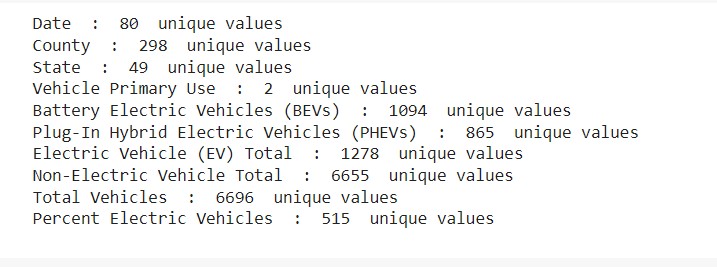 Date  :  80  unique values
County  :  298  unique values
State  :  49  unique values
Vehicle Primary Use  :  2  unique values
Battery Electric Vehicles (BEVs)  :  1094  unique values
Plug-In Hybrid Electric Vehicles (PHEVs)  :  865  unique values
Electric Vehicle (EV) Total  :  1278  unique values
Non-Electric Vehicle Total  :  6655  unique values
Total Vehicles  :  6696  unique values
Percent Electric Vehicles  :  515  unique values